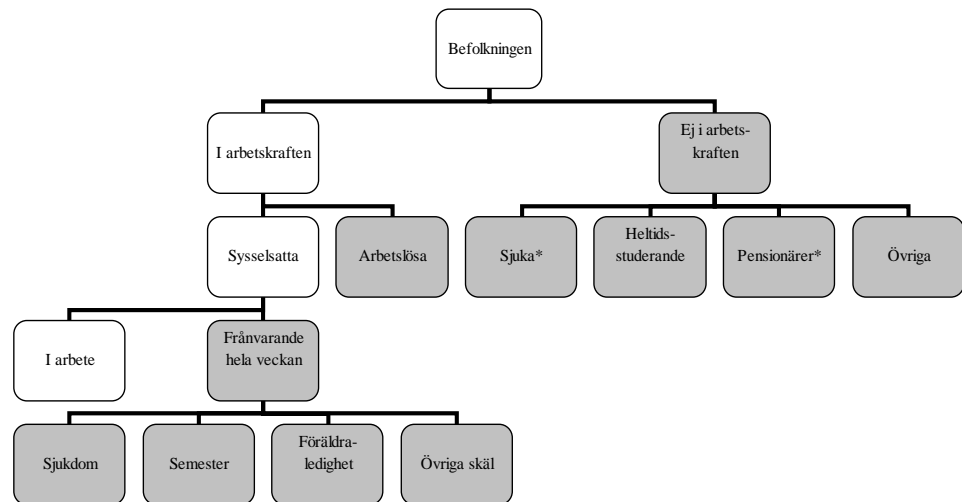 Befolkningen
I arbetskraften
Ej i arbets-
kraften
Sysselsatta
Arbetslösa
Sjuka*
Heltids-
studerande
Pensionärer*
Övriga
I arbete
Frånvarande
hela veckan
Sjukdom
Semester
Föräldra-
ledighet
Övriga skäl